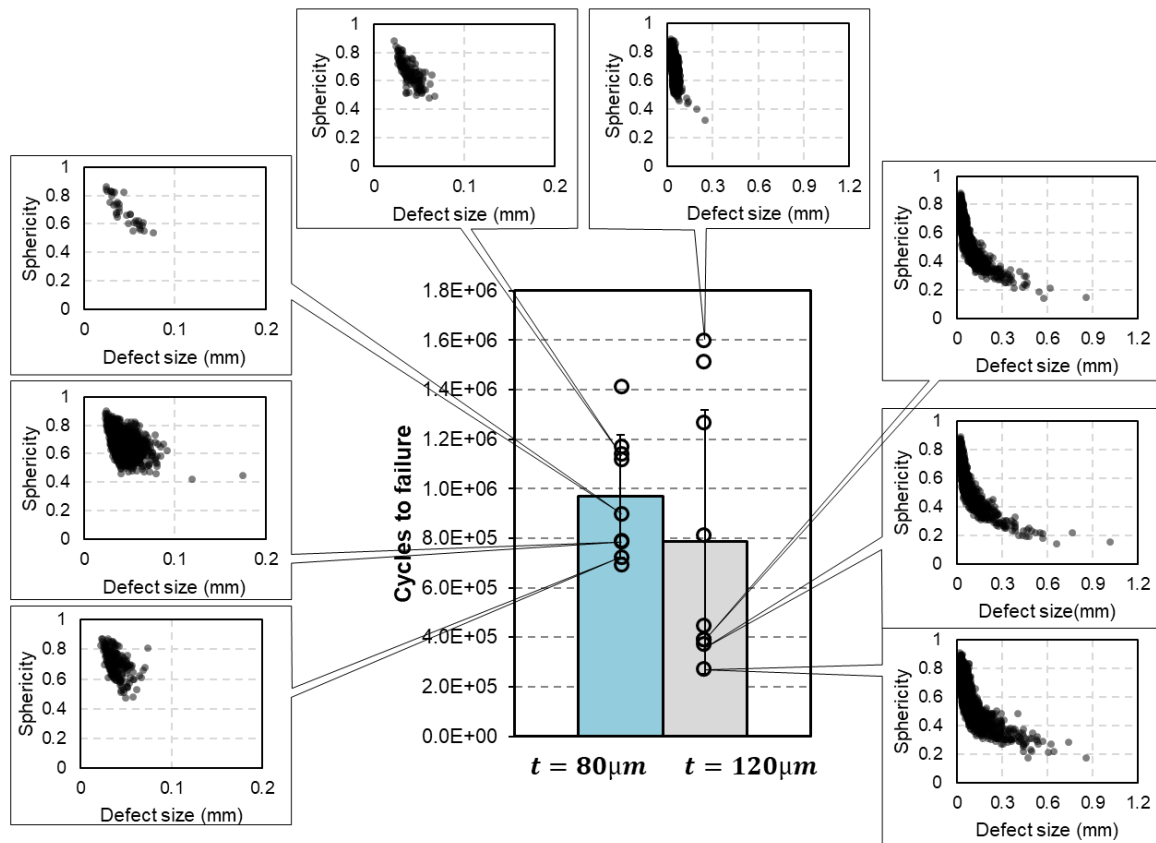 1
0.8
0.6
0.4
0.2
0
Sphericity
0 0.1 0.2
Defect size (mm)
1
0.8
0.6
0.4
0.2
0
Sphericity
0 0.3 0.6 0.9 1.2
Defect size (mm)
1
0.8
0.6
0.4
0.2
0
Sphericity
0 0.1 0.2
Defect size (mm)
1
0.8
0.6
0.4
0.2
0
Sphericity
0 0.3 0.6 0.9 1.2
Defect size (mm)
1
0.8
0.6
0.4
0.2
0
Sphericity
0 0.1 0.2
Defect size (mm)
1.8E+06
1.6E+06
1.4E+06
1.2E+06
1.0E+06
8.0E+05
6.0E+05
4.0E+05
2.0E+05
0.0E+00
Cycles to failure
t = 80μm t = 120μm
1
0.8
0.6
0.4
0.2
0
Sphericity
0 0.3 0.6 0.9 1.2
Defect size(mm)
1
0.8
0.6
0.4
0.2
0
Sphericity
0 0.1 0.2
Defect size (mm)
1
0.8
0.6
0.4
0.2
0
Sphericity
0 0.3 0.6 0.9 1.2
Defect size (mm)